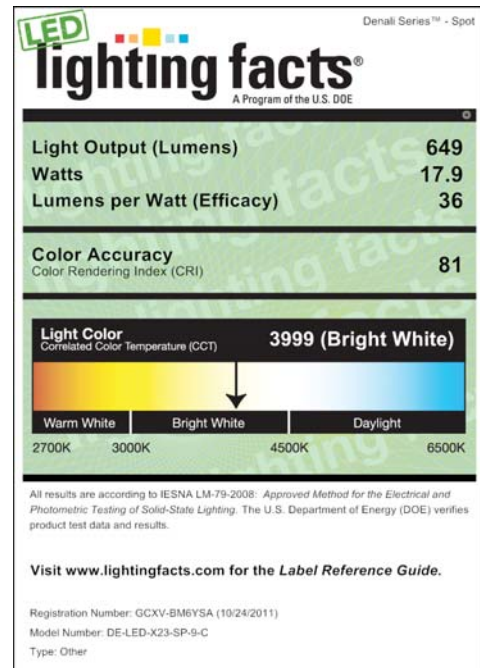 Denali Series™ - Spot
LED
lighting facts®
A Program of the U.S. DOE
Light Output (Lumens) 649
Watts 17.9
Lumens per Watt (Efficacy) 36
Color Accuracy
Color Rendering Index (CRI) 81
Light Color
Correlated Color Temperature (CCT) 3999 (Bright White)
Warm White Bright White Daylight
2700K 3000K 4500K 6500K
All results are according to IESNA LM-79-2008: Approved Method for the Electrical and
Photometric Testing of Solid-State Lighting. The U.S. Department of Energy (DOE) verifies
product test data and results.
Visit www.lightingfacts.com for the Label Reference Guide.
Registration Number: GCXV-BM6YSA (10/24/2011)
Model Number: DE-LED-X23-SP-9-C
Type: Other